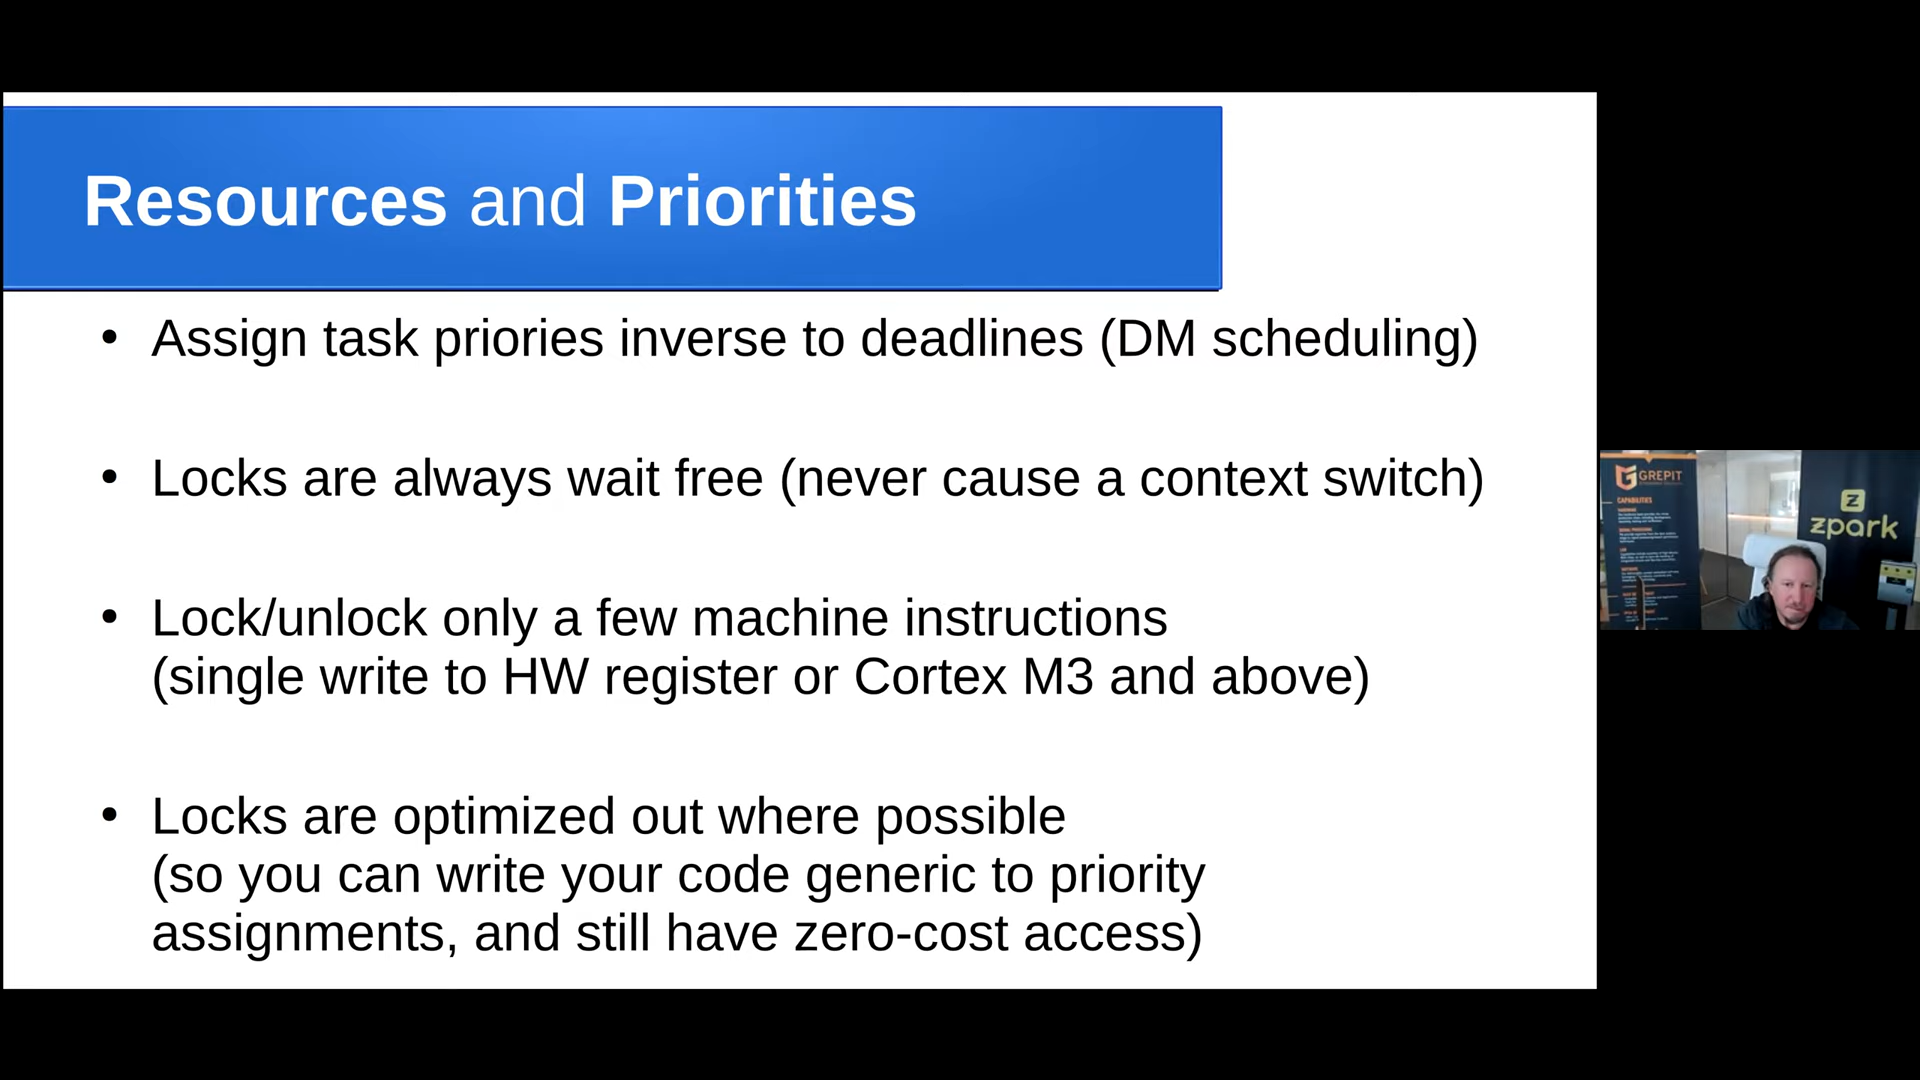 Resources and Priorities
• Assign task priories inverse to deadlines (DM scheduling)
• Locks are always wait free (never cause a context switch)
• Lock/unlock only a few machine instructions
(single write to HW register or Cortex M3 and above)
• Locks are optimized out where possible
(so you can write your code generic to priority
assignments, and still have zero-cost access)
GREPIT
CAPABILITIES
z
zpark